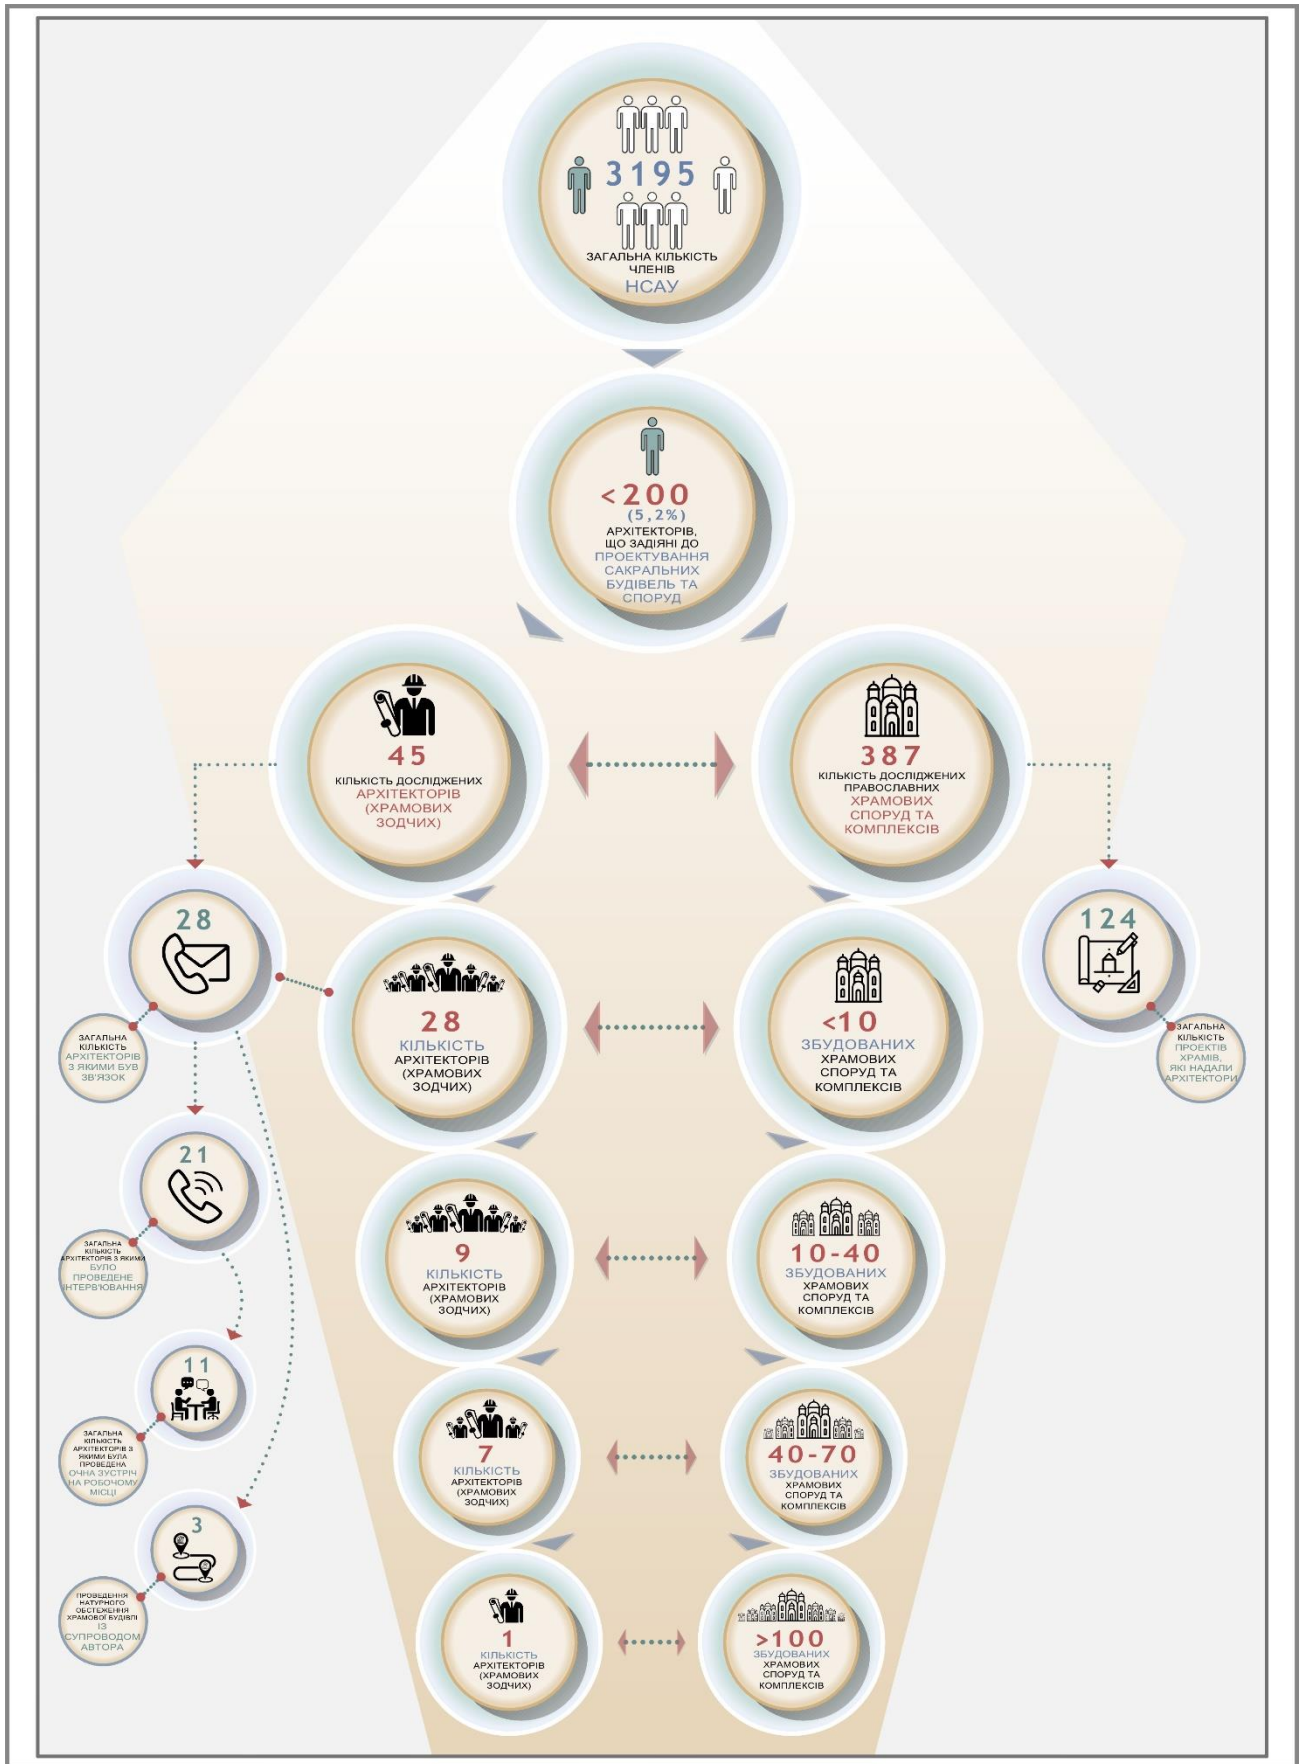 3195
ЗАГАЛЬНА КІЛЬКІСТЬ
ЧЛЕНІВ
НСАУ
<200
(5,2%)
АРХІТЕКТОРІВ,
ЩО ЗАДІЯНІ ДО
ПРОЕКТУВАННЯ
САКРАЛЬНИХ
БУДІВЕЛЬ ТА
СПОРУД
45
КІЛЬКІСТЬ ДОСЛІДЖЕНИХ
АРХІТЕКТОРІВ
(ХРАМОВИХ
ЗОДЧИХ)
387
КІЛЬКІСТЬ ДОСЛІДЖЕНИХ
ПРАВОСЛАВНИХ
ХРАМОВИХ
СПОРУД ТА
КОМПЛЕКСІВ
28
ЗАГАЛЬНА
КІЛЬКІСТЬ
АРХІТЕКТОРІВ
З ЯКИМИ БУВ
ЗВ'ЯЗОК
28
КІЛЬКІСТЬ
АРХІТЕКТОРІВ
(ХРАМОВИХ
ЗОДЧИХ)
<10
ЗБУДОВАНИХ
ХРАМОВИХ
СПОРУД ТА
КОМПЛЕКСІВ
124
ЗАГАЛЬНА
КІЛЬКІСТЬ
ПРОЕКТІВ
ХРАМІВ,
ЯКІ НАДАЛИ
АРХІТЕКТОРИ
21
ЗАГАЛЬНА
КІЛЬКІСТЬ
АРХІТЕКТОРІВ З ЯКИМИ
БУЛО
ПРОВЕДЕНЕ
ІНТЕРВ'ЮВАННЯ
9
КІЛЬКІСТЬ
АРХІТЕКТОРІВ
(ХРАМОВИХ
ЗОДЧИХ)
10-40
ЗБУДОВАНИХ
ХРАМОВИХ
СПОРУД ТА
КОМПЛЕКСІВ
11
ЗАГАЛЬНА
КІЛЬКІСТЬ
АРХІТЕКТОРІВ З
ЯКИМИ БУЛА
ПРОВЕДЕНА
ОЧНА ЗУСТРІЧ
НА РОБОЧОМУ
МІСЦІ
7
КІЛЬКІСТЬ
АРХІТЕКТОРІВ
(ХРАМОВИХ
ЗОДЧИХ)
40-70
ЗБУДОВАНИХ
ХРАМОВИХ
СПОРУД ТА
КОМПЛЕКСІВ
3
ПРОВЕДЕННЯ
НАТУРНОГО
ОБСТЕЖЕННЯ
ХРАМОВОЇ БУДІВЛІ
ІЗ
СУПРОВОДОМ
АВТОРА
1
КІЛЬКІСТЬ
АРХІТЕКТОРІВ
(ХРАМОВИХ
ЗОДЧИХ)
>100
ЗБУДОВАНИХ
ХРАМОВИХ
СПОРУД ТА
КОМПЛЕКСІВ